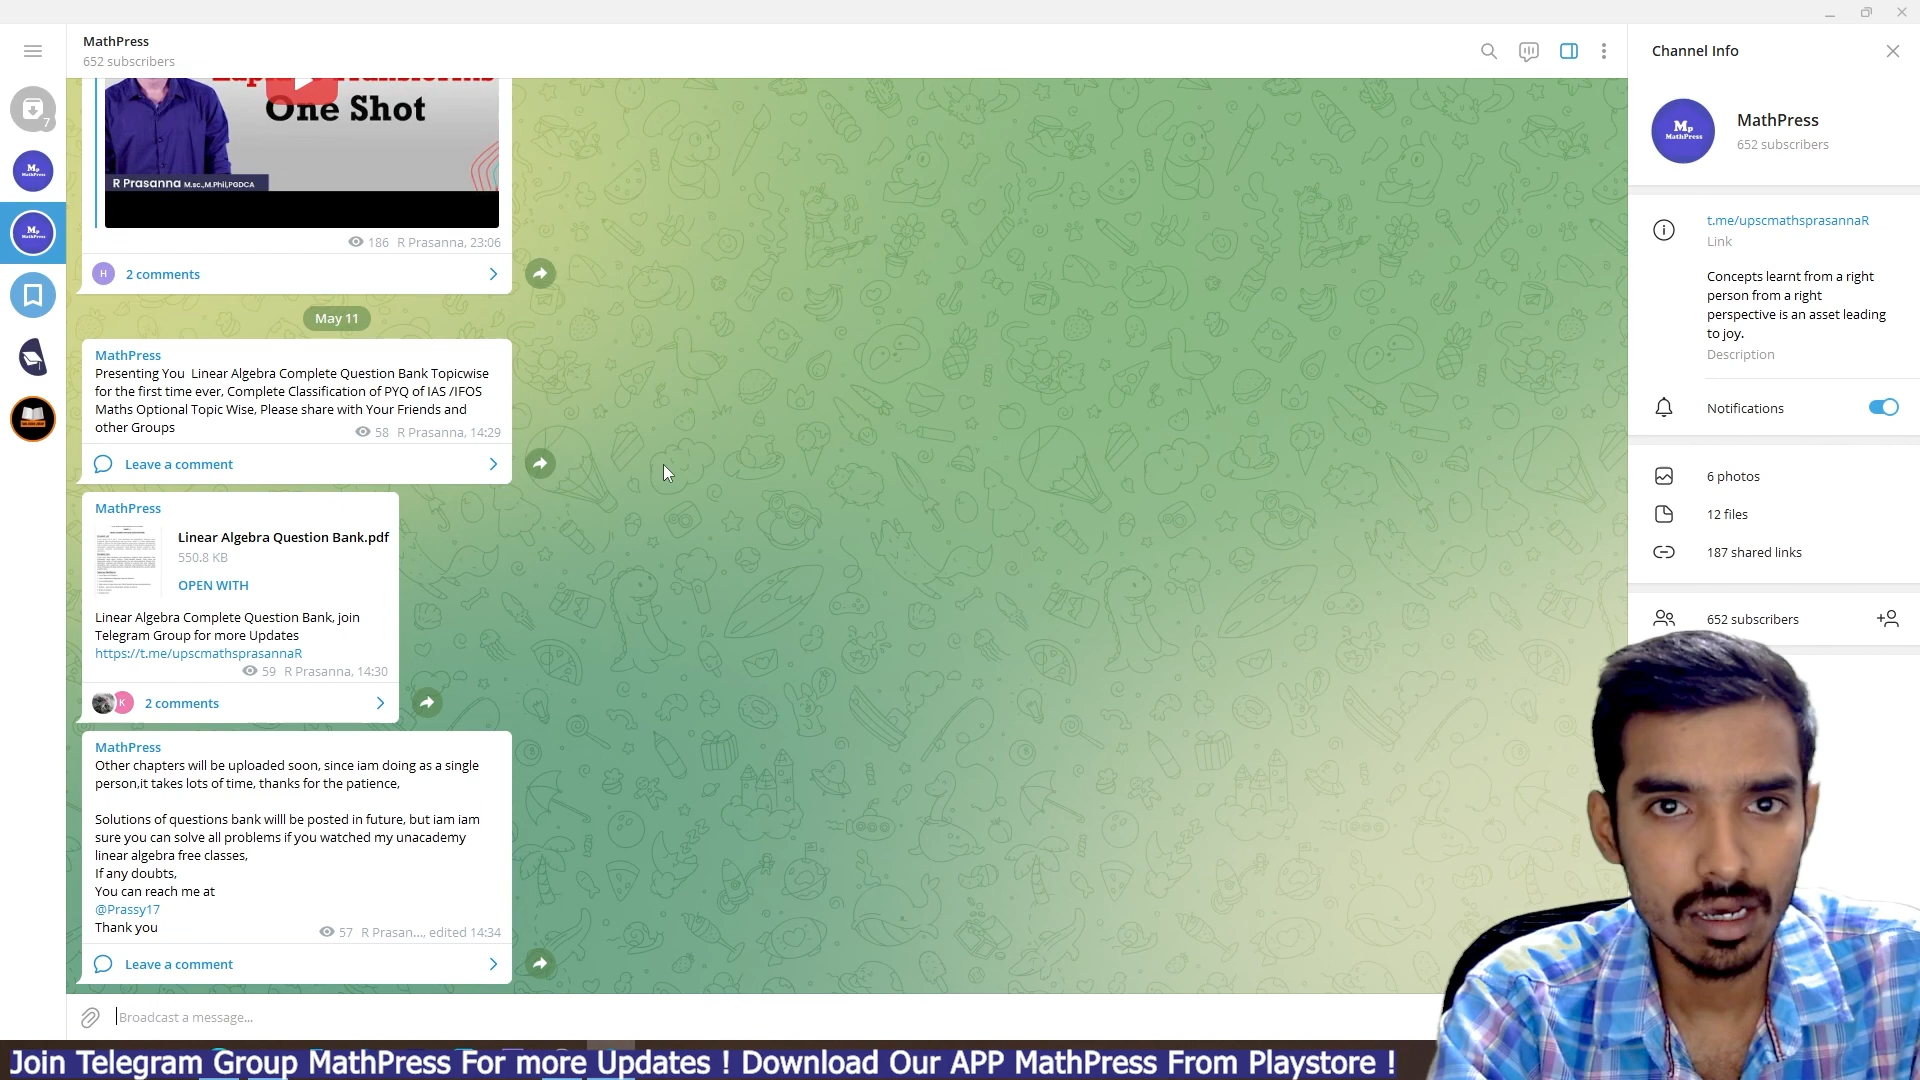 MathPress
652 subscribers
One Shot
R Prasanna M.sc.,M.Phil,PGDCA
186 R Prasanna, 23:06
H 2 comments
May 11
MathPress
Presenting You Linear Algebra Complete Question Bank Topicwise
for the first time ever, Complete Classification of PYQ of IAS /IFOS
Maths Optional Topic Wise, Please share with Your Friends and
other Groups
58 R Prasanna, 14:29
Leave a comment
MathPress
Linear Algebra Question Bank.pdf
550.8 KB
OPEN WITH
Linear Algebra Complete Question Bank, join
Telegram Group for more Updates
https://t.me/upscmathsprasannaR
59 R Prasanna, 14:30
K 2 comments
MathPress
Other chapters will be uploaded soon, since iam doing as a single
person,it takes lots of time, thanks for the patience,
Solutions of questions bank willl be posted in future, but iam iam
sure you can solve all problems if you watched my unacademy
linear algebra free classes,
If any doubts,
You can reach me at
@Prassy17
Thank you
57 R Prasan..., edited 14:34
Leave a comment
Broadcast a message...
7
Mp
MathPress
Mp
MathPress
Channel Info
Mp
MathPress
MathPress
652 subscribers
t.me/upscmathsprasannaR
Link
Concepts learnt from a right
person from a right
perspective is an asset leading
to joy.
Description
Notifications
6 photos
12 files
187 shared links
652 subscribers
Join Telegram Group MathPress For more Updates ! Download Our APP MathPress From Playstore !